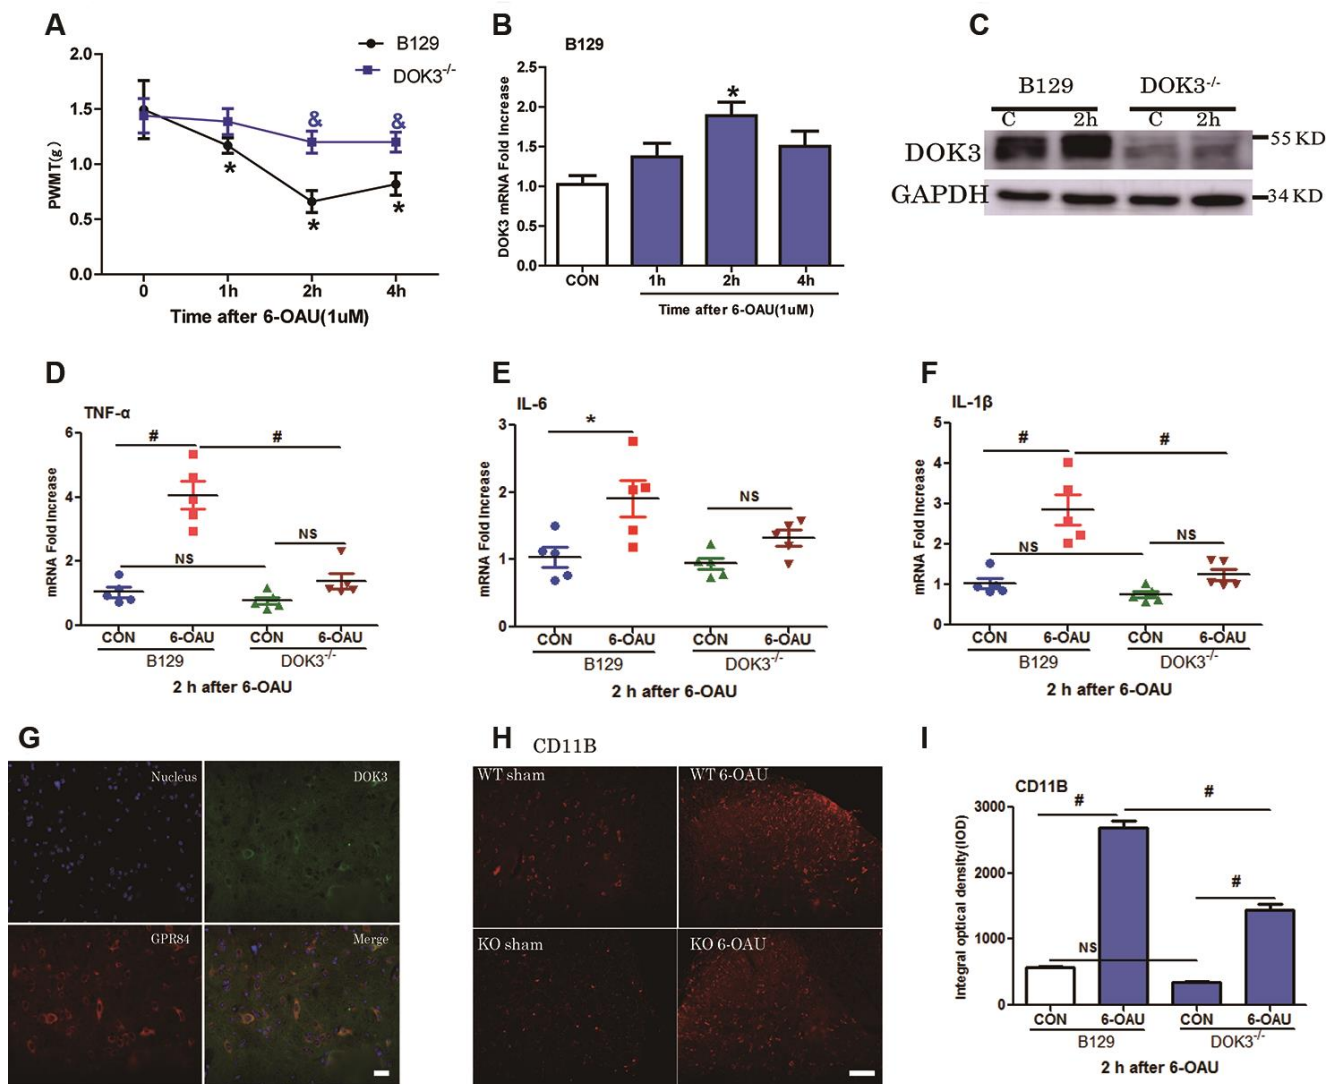 A
B129
DOK3-/-
2.0
1.5
1.0
0.5
0.0
PWMT(g)
0 1h 2h 4h
& &
* * *
Time after 6-OAU(1uM)
B
B129
2.5
2.0
1.5
1.0
0.5
0.0
DOK3 mRNA Fold Increase
*
CON 1h 2h 4h
Time after 6-OAU(1uM)
C
B129 DOK3-/-
C 2h C 2h
DOK3 55 KD
GAPDH 34 KD
D
TNF-α
6
4
2
0
mRNA Fold Increase
# #
NS NS
CON 6-OAU CON 6-OAU
B129 DOK3-/-
2 h after 6-OAU
E
IL-6
3
2
1
0
mRNA Fold Increase
*
NS
CON 6-OAU CON 6-OAU
B129 DOK3-/-
2 h after 6-OAU
F
IL-1β
5
4
3
2
1
0
mRNA Fold Increase
# #
NS NS
CON 6-OAU CON 6-OAU
B129 DOK3-/-
2 h after 6-OAU
G
Nucleus DOK3
GPR84 Merge
H
CD11B
WT sham WT 6-OAU
KO sham KO 6-OAU
I
CD11B
3000
2000
1000
0
Integral optical density(IOD)
# #
#
NS
CON 6-OAU CON 6-OAU
B129 DOK3-/-
2 h after 6-OAU